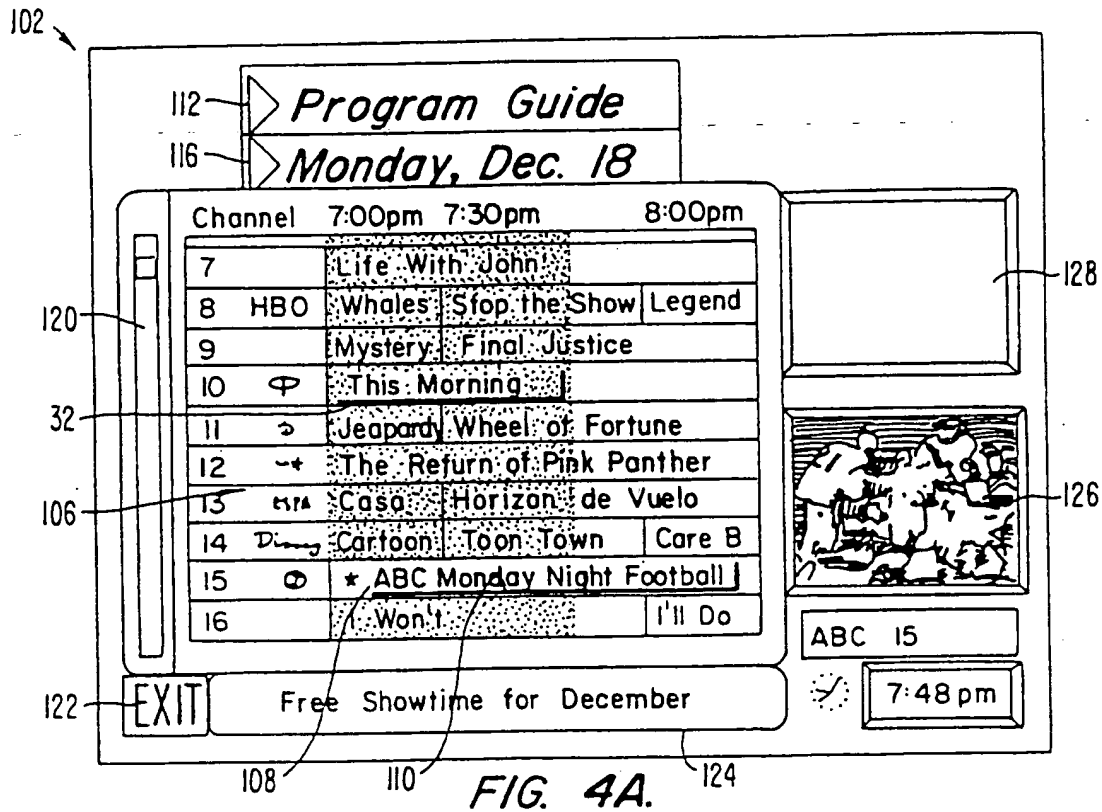 102
112 Program Guide
116 Monday, Dec. 18
Channel 7:00pm 7:30pm 8:00pm
7 Life With John
8 HBO Whales Stop the Show Legend
128
120
9 Mystery Final Justice
10 This Morning
32
11 Jeapardy Wheel of Fortune
12 The Return of Pink Panther
106
13 Casa Horizon de Vuelo
126
14 Disney Cartoon Toon Town Care B
15 * ABC Monday Night Football
16 I Won't I'll Do
ABC 15
122 EXIT Free Showtime for December
7:48pm
108 110 124
FIG. 4A.